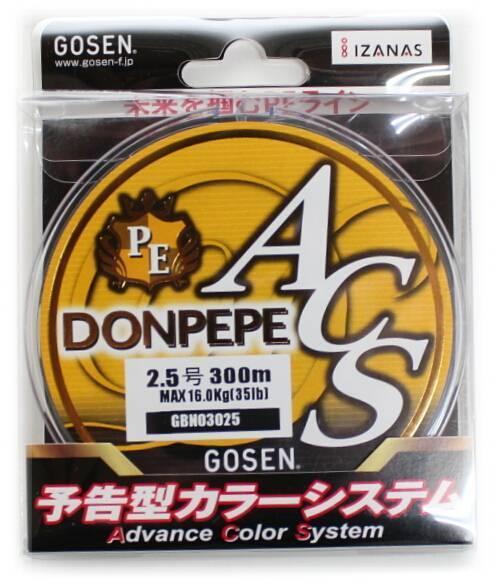 GOSEN®
www.gosen-f.jp
IZANAS
未来を掴むPEライン
PE
ACS
DONPEPE
2.5号 300m
MAX 16.0Kg(35lb)
GBN03025
GOSEN®
予告型カラーシステム
Advance Color System